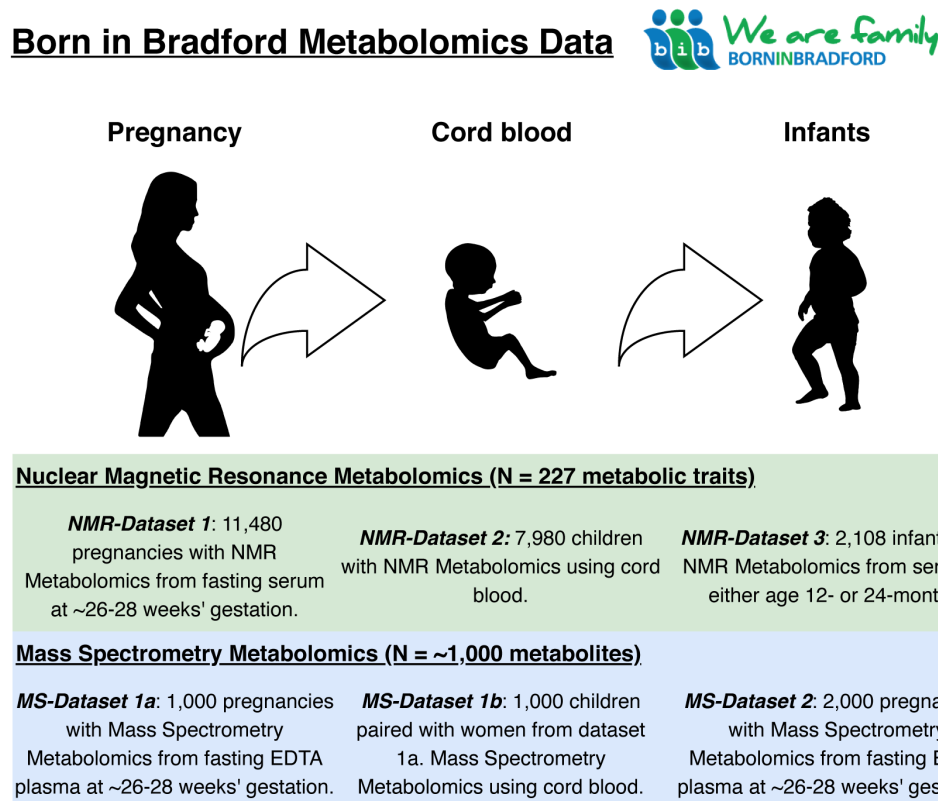 Born in Bradford Metabolomics Data
bib
We are family
BORNINBRADFORD
Pregnancy
Cord blood
Infants
Nuclear Magnetic Resonance Metabolomics (N = 227 metabolic traits)
NMR-Dataset 1: 11,480
pregnancies with NMR
Metabolomics from fasting serum
at ~26-28 weeks' gestation.
NMR-Dataset 2: 7,980 children
with NMR Metabolomics using cord
blood.
NMR-Dataset 3: 2,108
NMR Metabolomics from
either age 12- or
Mass Spectrometry Metabolomics (N = ~1,000 metabolites)
MS-Dataset 1a: 1,000 pregnancies
with Mass Spectrometry
Metabolomics from fasting EDTA
plasma at ~26-28 weeks' gestation.
MS-Dataset 1b: 1,000 children
paired with women from dataset
1a. Mass Spectrometry
Metabolomics using cord blood.
MS-Dataset 2: 2,000
with Mass Spectrometry
Metabolomics from fasting
plasma at ~26-28 weeks'